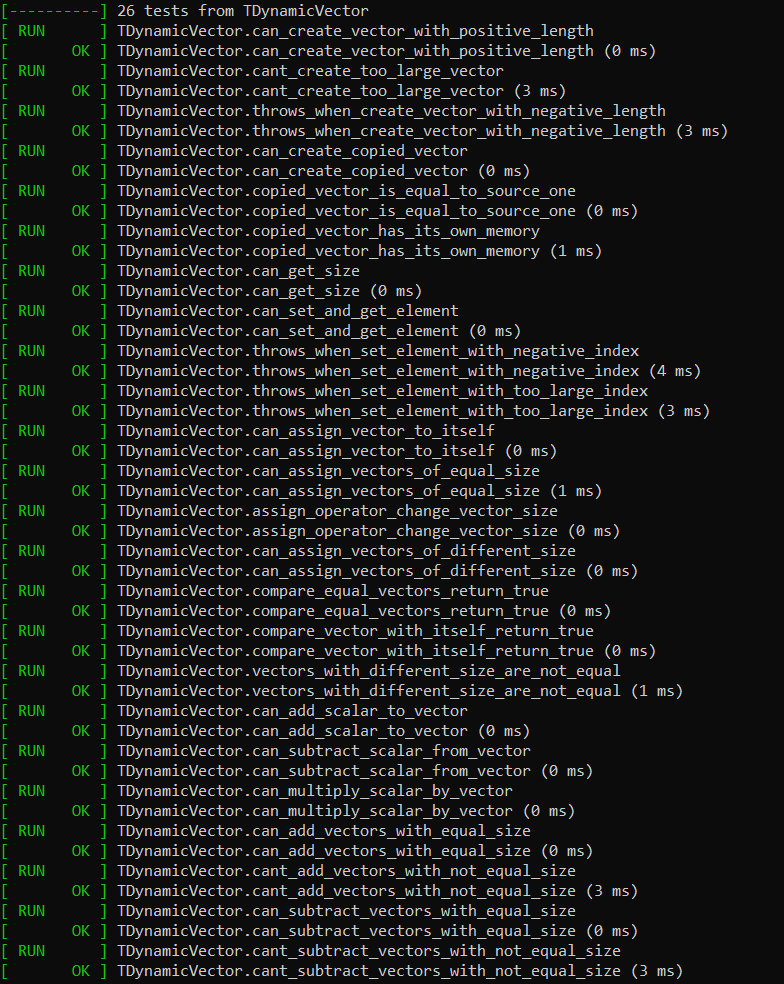 [----------] 26 tests from TDynamicVector
[ RUN      ] TDynamicVector.can_create_vector_with_positive_length
[       OK ] TDynamicVector.can_create_vector_with_positive_length (0 ms)
[ RUN      ] TDynamicVector.cant_create_too_large_vector
[       OK ] TDynamicVector.cant_create_too_large_vector (3 ms)
[ RUN      ] TDynamicVector.throws_when_create_vector_with_negative_length
[       OK ] TDynamicVector.throws_when_create_vector_with_negative_length (3 ms)
[ RUN      ] TDynamicVector.can_create_copied_vector
[       OK ] TDynamicVector.can_create_copied_vector (0 ms)
[ RUN      ] TDynamicVector.copied_vector_is_equal_to_source_one
[       OK ] TDynamicVector.copied_vector_is_equal_to_source_one (0 ms)
[ RUN      ] TDynamicVector.copied_vector_has_its_own_memory
[       OK ] TDynamicVector.copied_vector_has_its_own_memory (1 ms)
[ RUN      ] TDynamicVector.can_get_size
[       OK ] TDynamicVector.can_get_size (0 ms)
[ RUN      ] TDynamicVector.can_set_and_get_element
[       OK ] TDynamicVector.can_set_and_get_element (0 ms)
[ RUN      ] TDynamicVector.throws_when_set_element_with_negative_index
[       OK ] TDynamicVector.throws_when_set_element_with_negative_index (4 ms)
[ RUN      ] TDynamicVector.throws_when_set_element_with_too_large_index
[       OK ] TDynamicVector.throws_when_set_element_with_too_large_index (3 ms)
[ RUN      ] TDynamicVector.can_assign_vector_to_itself
[       OK ] TDynamicVector.can_assign_vector_to_itself (0 ms)
[ RUN      ] TDynamicVector.can_assign_vectors_of_equal_size
[       OK ] TDynamicVector.can_assign_vectors_of_equal_size (1 ms)
[ RUN      ] TDynamicVector.assign_operator_change_vector_size
[       OK ] TDynamicVector.assign_operator_change_vector_size (0 ms)
[ RUN      ] TDynamicVector.can_assign_vectors_of_different_size
[       OK ] TDynamicVector.can_assign_vectors_of_different_size (0 ms)
[ RUN      ] TDynamicVector.compare_equal_vectors_return_true
[       OK ] TDynamicVector.compare_equal_vectors_return_true (0 ms)
[ RUN      ] TDynamicVector.compare_vector_with_itself_return_true
[       OK ] TDynamicVector.compare_vector_with_itself_return_true (0 ms)
[ RUN      ] TDynamicVector.vectors_with_different_size_are_not_equal
[       OK ] TDynamicVector.vectors_with_different_size_are_not_equal (1 ms)
[ RUN      ] TDynamicVector.can_add_scalar_to_vector
[       OK ] TDynamicVector.can_add_scalar_to_vector (0 ms)
[ RUN      ] TDynamicVector.can_subtract_scalar_from_vector
[       OK ] TDynamicVector.can_subtract_scalar_from_vector (0 ms)
[ RUN      ] TDynamicVector.can_multiply_scalar_by_vector
[       OK ] TDynamicVector.can_multiply_scalar_by_vector (0 ms)
[ RUN      ] TDynamicVector.can_add_vectors_with_equal_size
[       OK ] TDynamicVector.can_add_vectors_with_equal_size (0 ms)
[ RUN      ] TDynamicVector.cant_add_vectors_with_not_equal_size
[       OK ] TDynamicVector.cant_add_vectors_with_not_equal_size (3 ms)
[ RUN      ] TDynamicVector.can_subtract_vectors_with_equal_size
[       OK ] TDynamicVector.can_subtract_vectors_with_equal_size (0 ms)
[ RUN      ] TDynamicVector.cant_subtract_vectors_with_not_equal_size
[       OK ] TDynamicVector.cant_subtract_vectors_with_not_equal_size (3 ms)